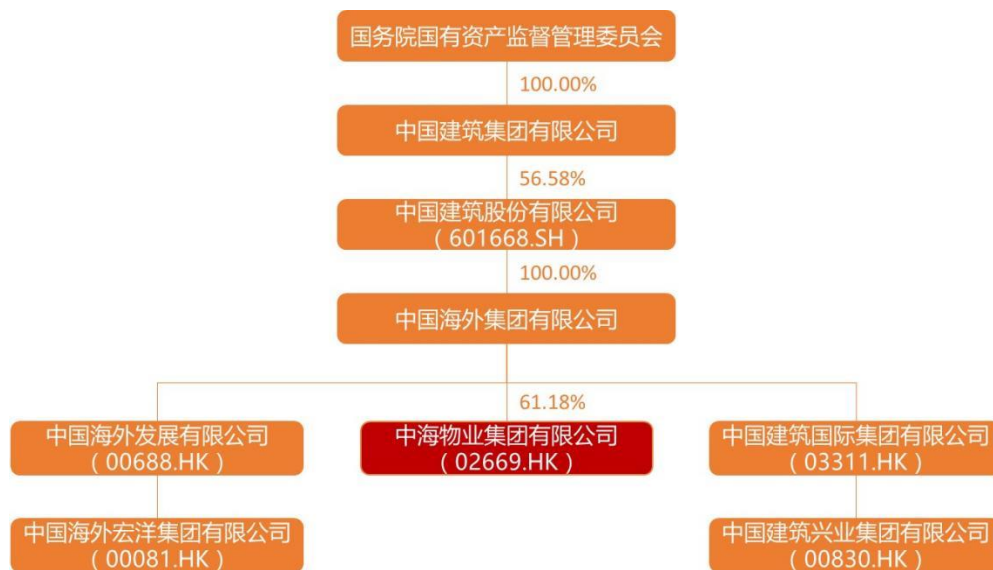 国务院国有资产监督管理委员会
100.00%
中国建筑集团有限公司
56.58%
中国建筑股份有限公司
（601668.SH）
100.00%
中国海外集团有限公司
61.18%
中国海外发展有限公司
（00688.HK）
中海物业集团有限公司
（02669.HK）
中国建筑国际集团有限公司
（03311.HK）
中国海外宏洋集团有限公司
（00081.HK）
中国建筑兴业集团有限公司
（00830.HK）